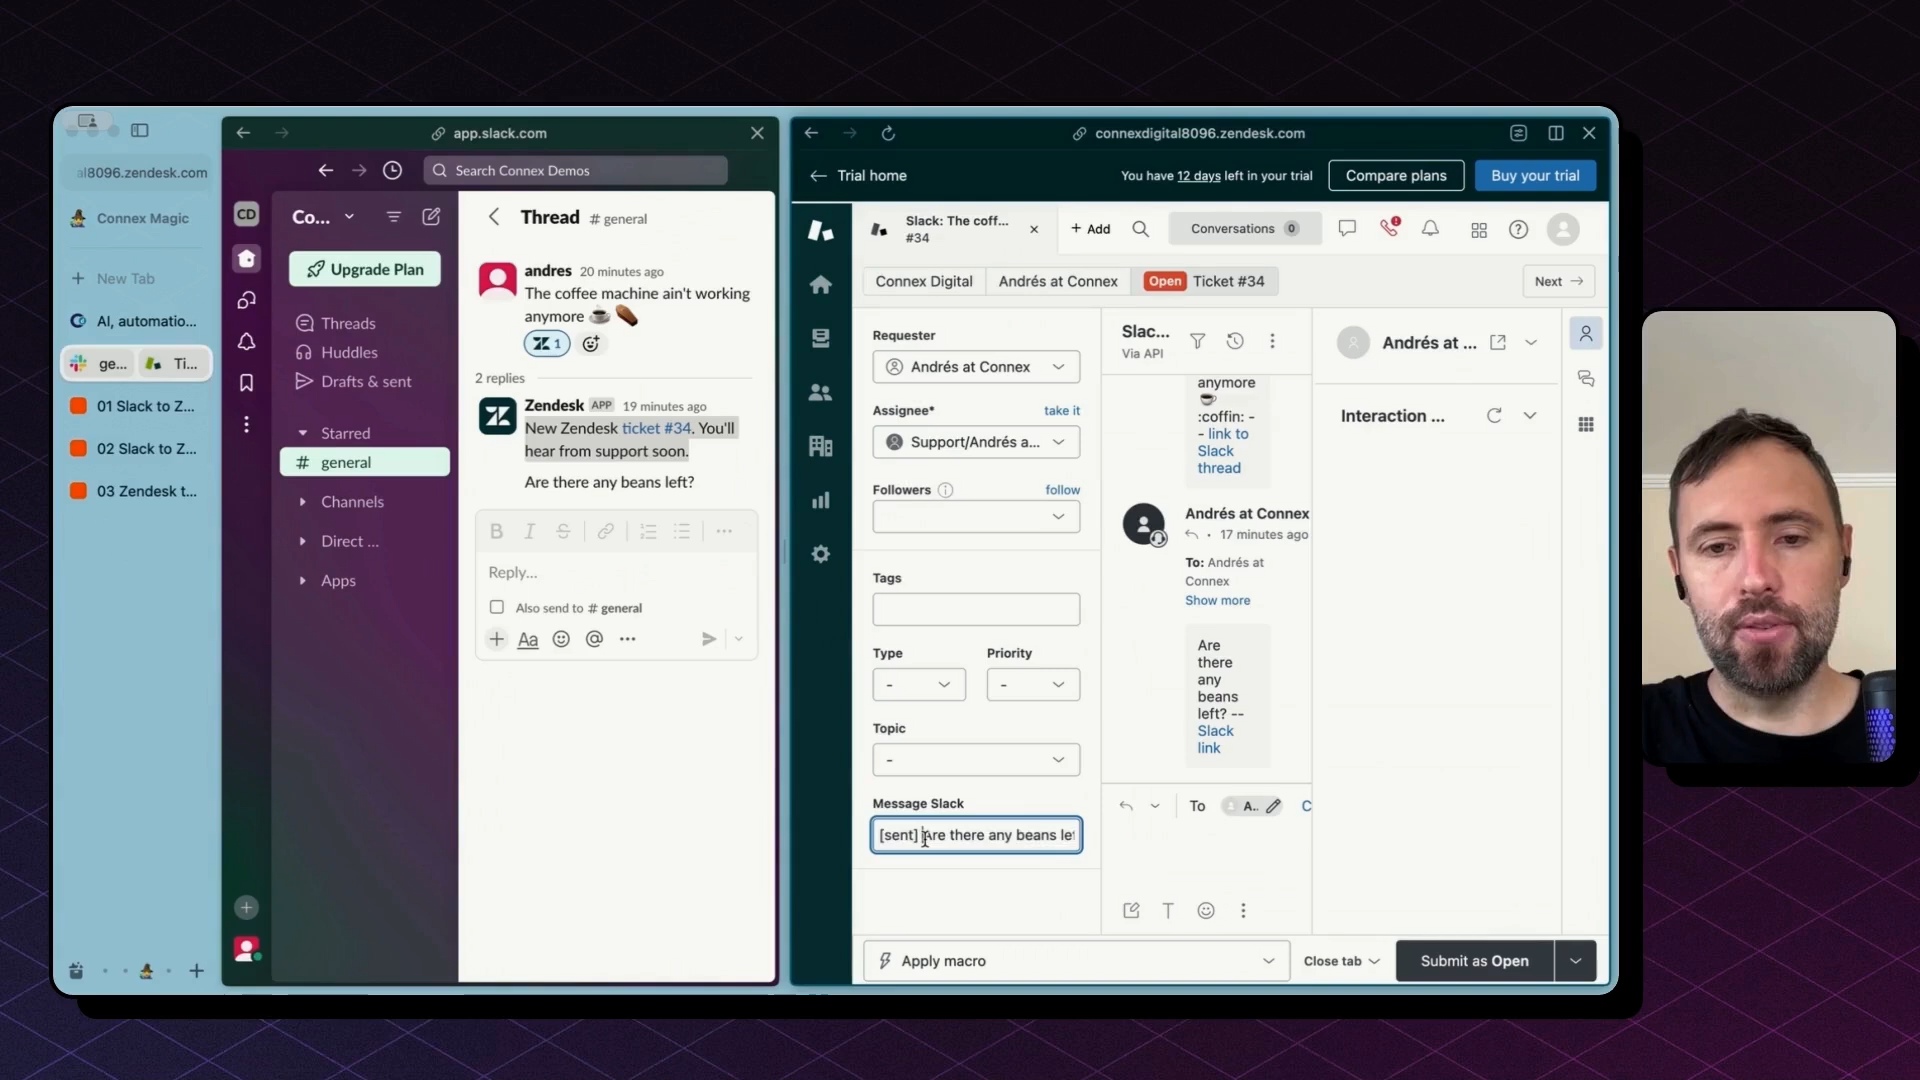 al8096.zendesk.com
Connex Magic
New Tab
AI, automatio...
ge...
Ti...
01 Slack to Z...
02 Slack to Z...
03 Zendesk t...
app.slack.com
Search Connex Demos
CD
Co...
Upgrade Plan
Threads
Huddles
Drafts & sent
Starred
# general
Channels
Direct ...
Apps
Thread # general
andres 20 minutes ago
The coffee machine ain't working
anymore
1
2 replies
Zendesk APP 19 minutes ago
New Zendesk ticket #34. You'll
hear from support soon.
Are there any beans left?
B I S
Reply...
Also send to # general
Aa
connexdigital8096.zendesk.com
Trial home
You have 12 days left in your trial
Compare plans
Buy your trial
Slack: The coff...
#34
+ Add
Conversations 0
Connex Digital
Andrés at Connex
Open Ticket #34
Next
Requester
Andrés at Connex
Assignee* take it
Support/Andrés a...
Followers follow
Tags
Type Priority
- -
Topic
-
Message Slack
[sent] Are there any beans lef
Slac...
Via API
anymore
:coffin: -
- link to
Slack
thread
Andrés at Connex
17 minutes ago
To: Andrés at
Connex
Show more
Are
there
any
beans
left? --
Slack
link
To A.. C
T
Andrés at ...
Interaction ...
Apply macro
Close tab
Submit as Open